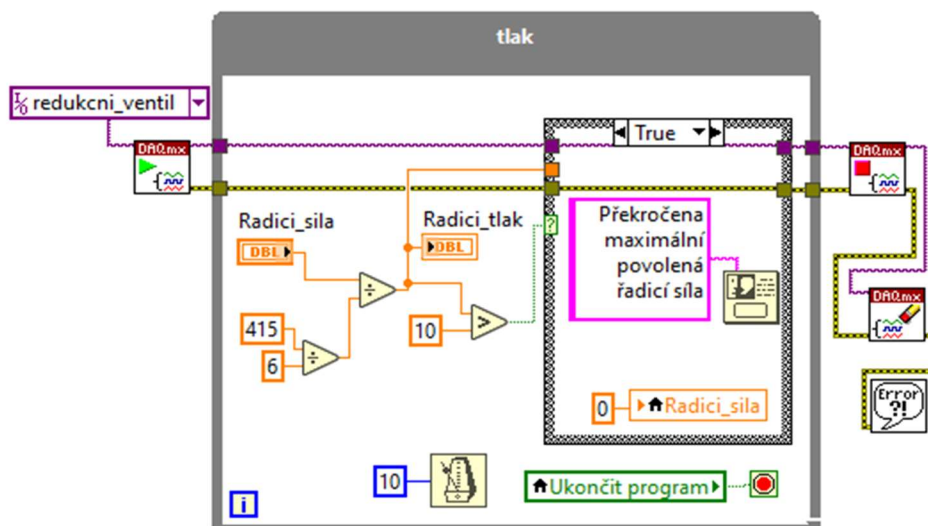 tlak
I/O redukcni_ventil
True
DAQmx
DAQmx
?
Radici_sila
DBL
Radici_tlak
DBL
Překročena
maximální
povolená
řadicí síla
÷
DAQmx
415
10
>
÷
6
Error
?!
0
Radici_sila
10
Ukončit program
i